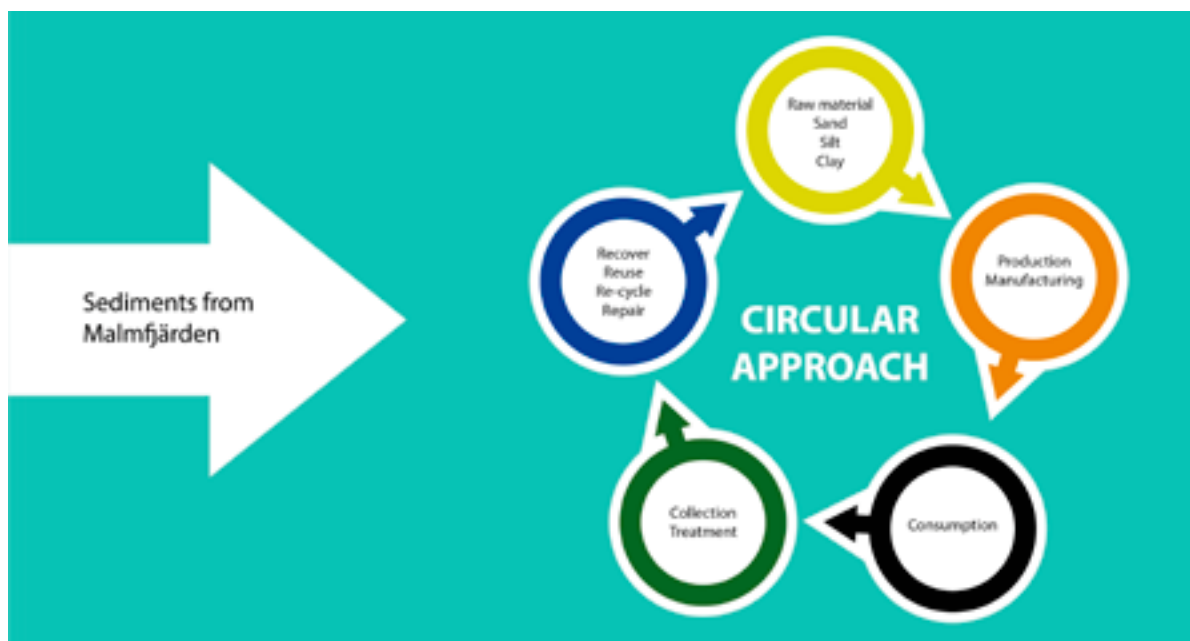 Sediments from
Malmfjärden
Raw material
Sand
Silt
Clay
Production
Manufacturing
Consumption
Collection
Treatment
Recover
Reuse
Re-cycle
Repair
CIRCULAR
APPROACH